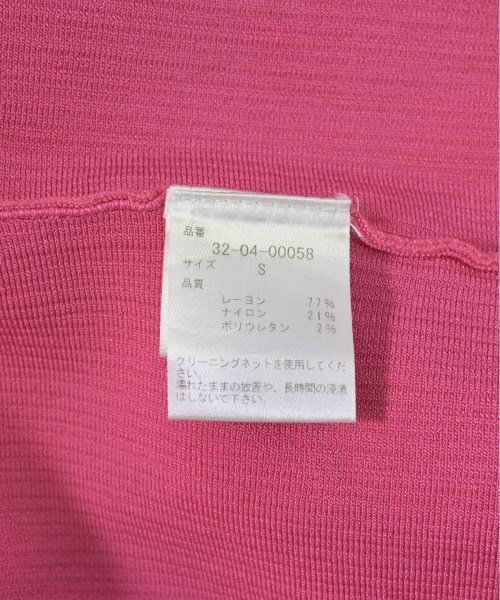 品番
32-04-00058
サイズ S
品質
レーヨン 77%
ナイロン 21%
ポリウレタン 2%
クリーニングネットを使用してくだ
さい。
濡れたままの放置や、長時間の浸漬
はしないで下さい。